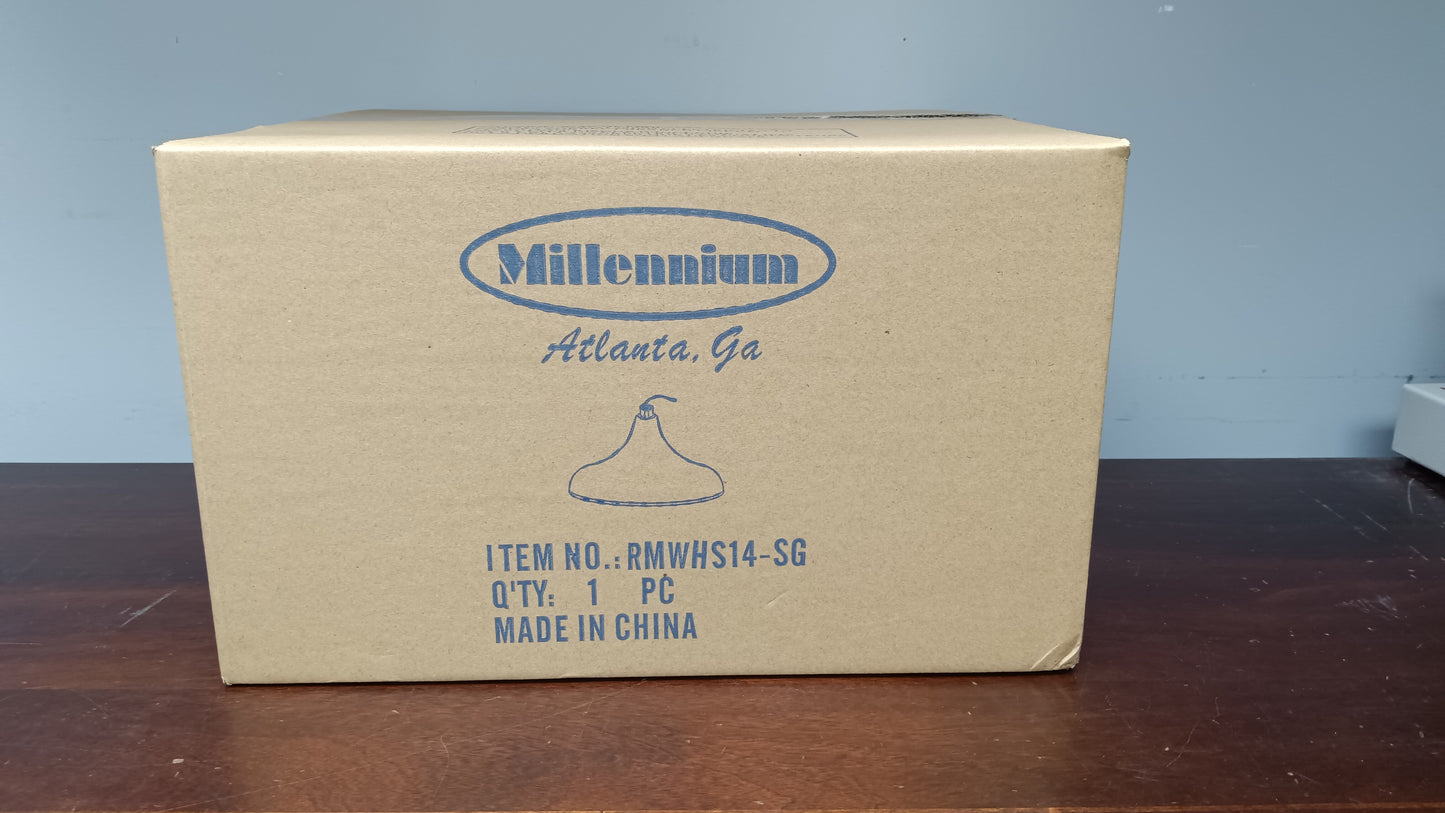 Millennium
Atlanta, Ga
ITEM NO.: RMWHS14-SG
Q'TY: 1 PC
MADE IN CHINA